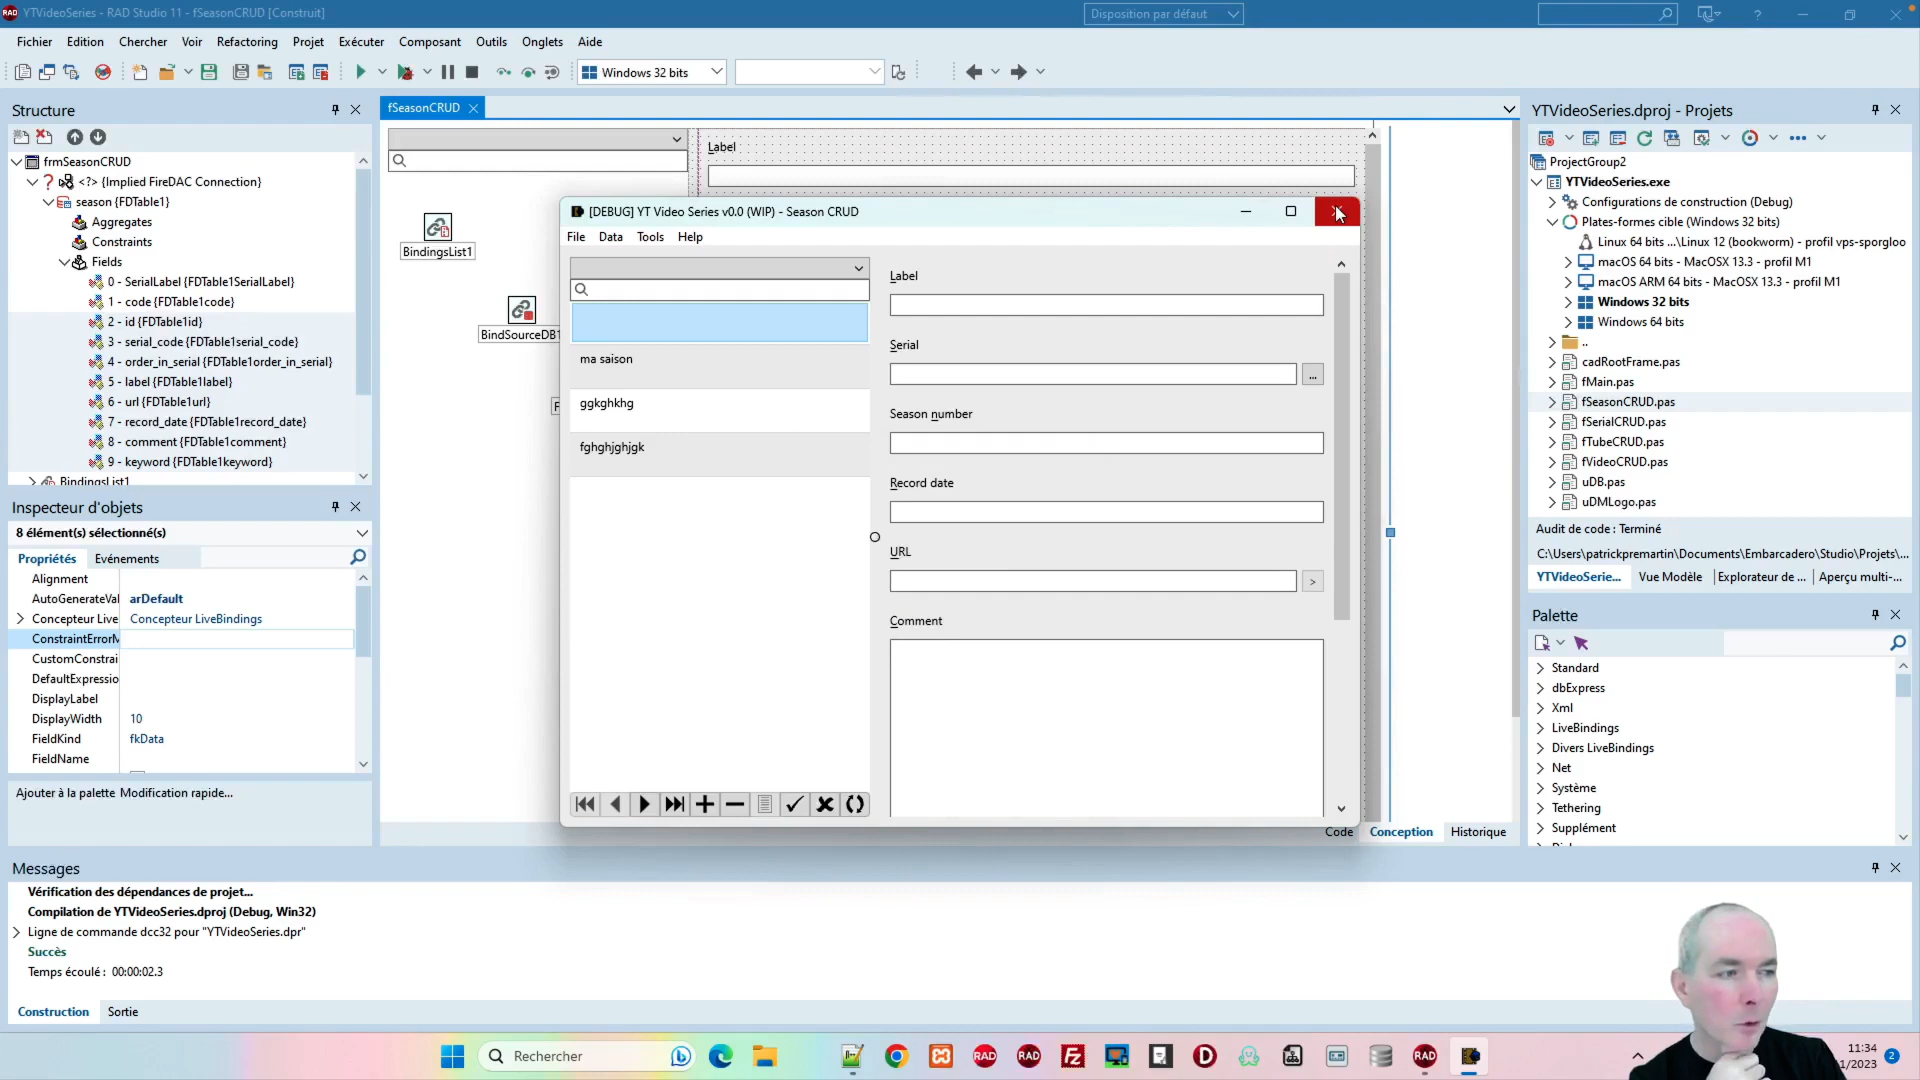 YTVideoSeries - RAD Studio 11 - fSeasonCRUD [Construit]
Disposition par défaut
Fichier Edition Chercher Voir Refactoring Projet Exécuter Composant Outils Onglets Aide
Windows 32 bits
Structure
frmSeasonCRUD
<?> {Implied FireDAC Connection}
season {FDTable1}
Aggregates
Constraints
Fields
0 - SerialLabel {FDTable1SerialLabel}
1 - code {FDTable1code}
2 - id {FDTable1id}
3 - serial_code {FDTable1serial_code}
4 - order_in_serial {FDTable1order_in_serial}
5 - label {FDTable1label}
6 - url {FDTable1url}
7 - record_date {FDTable1record_date}
8 - comment {FDTable1comment}
9 - keyword {FDTable1keyword}
BindingsList1
Inspecteur d'objets
8 élément(s) sélectionné(s)
Propriétés Evénements
Alignment
AutoGenerateVal arDefault
Concepteur Live Concepteur LiveBindings
ConstraintErrorM
CustomConstrai
DefaultExpressio
DisplayLabel
DisplayWidth 10
FieldKind fkData
FieldName
Ajouter à la palette Modification rapide...
fSeasonCRUD
Label
BindingsList1
BindSourceDB1
[DEBUG] YT Video Series v0.0 (WIP) - Season CRUD
File Data Tools Help
ma saison
ggkghkhg
fghghjghjgk
Label
Serial
...
Season number
Record date
URL
>
Comment
Code Conception Historique
YTVideoSeries.dproj - Projets
ProjectGroup2
YTVideoSeries.exe
Configurations de construction (Debug)
Plates-formes cible (Windows 32 bits)
Linux 64 bits ...\Linux 12 (bookworm) - profil vps-sporgloo
macOS 64 bits - MacOSX 13.3 - profil M1
macOS ARM 64 bits - MacOSX 13.3 - profil M1
Windows 32 bits
Windows 64 bits
..
cadRootFrame.pas
fMain.pas
fSeasonCRUD.pas
fSerialCRUD.pas
fTubeCRUD.pas
fVideoCRUD.pas
uDB.pas
uDMLogo.pas
Audit de code : Terminé
C:\Users\patrickpremartin\Documents\Embarcadero\Studio\Projets\...
YTVideoSerie... Vue Modèle Explorateur de ... Aperçu multi-...
Palette
Standard
dbExpress
Xml
LiveBindings
Divers LiveBindings
Net
Système
Tethering
Supplément
Messages
Vérification des dépendances de projet...
Compilation de YTVideoSeries.dproj (Debug, Win32)
Ligne de commande dcc32 pour "YTVideoSeries.dpr"
Succès
Temps écoulé : 00:00:02.3
Construction Sortie
Rechercher
RAD
RAD
RAD
11:34
1/2023
2